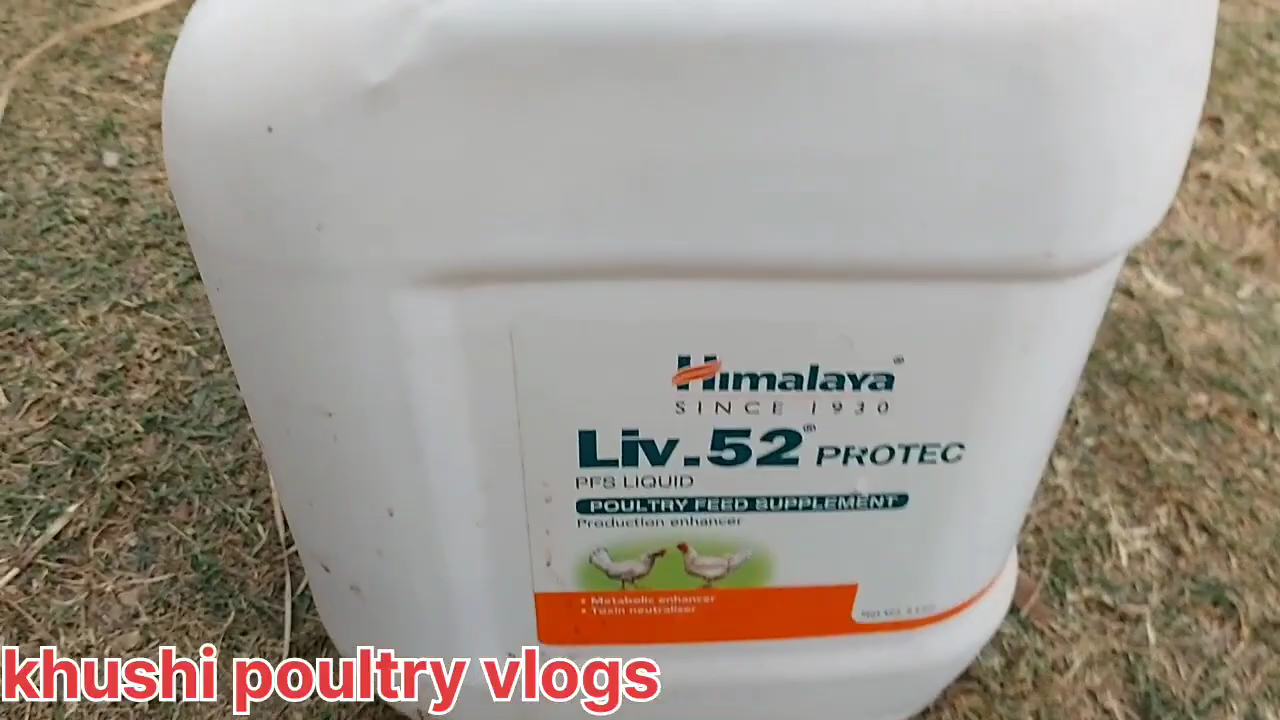 Himalaya®
SINCE 1930
Liv.52® PROTEC
PFS LIQUID
POULTRY FEED SUPPLEMENT
Production enhancer
• Metabolic enhancer
• Toxin neutraliser
khushi poultry vlogs